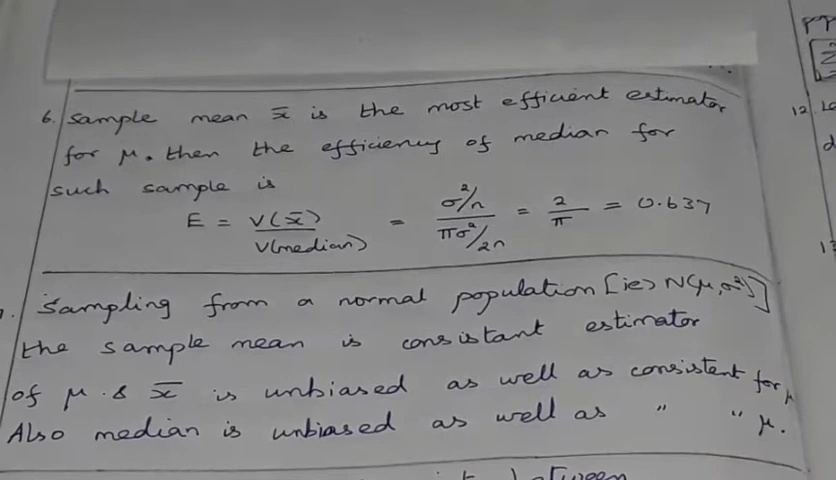 6. Sample mean x̄ is the most efficient estimator
for μ. then the efficiency of median for
such sample is
E = V(x̄) / V(median) = σ²/n / πσ²/2n = 2/π = 0.637
Sampling from a normal population [ie) N(μ, σ²)]
the sample mean is consistant estimator
of μ. & x̄ is unbiased as well as consistent for μ
Also median is unbiased as well as " " μ.
between
12